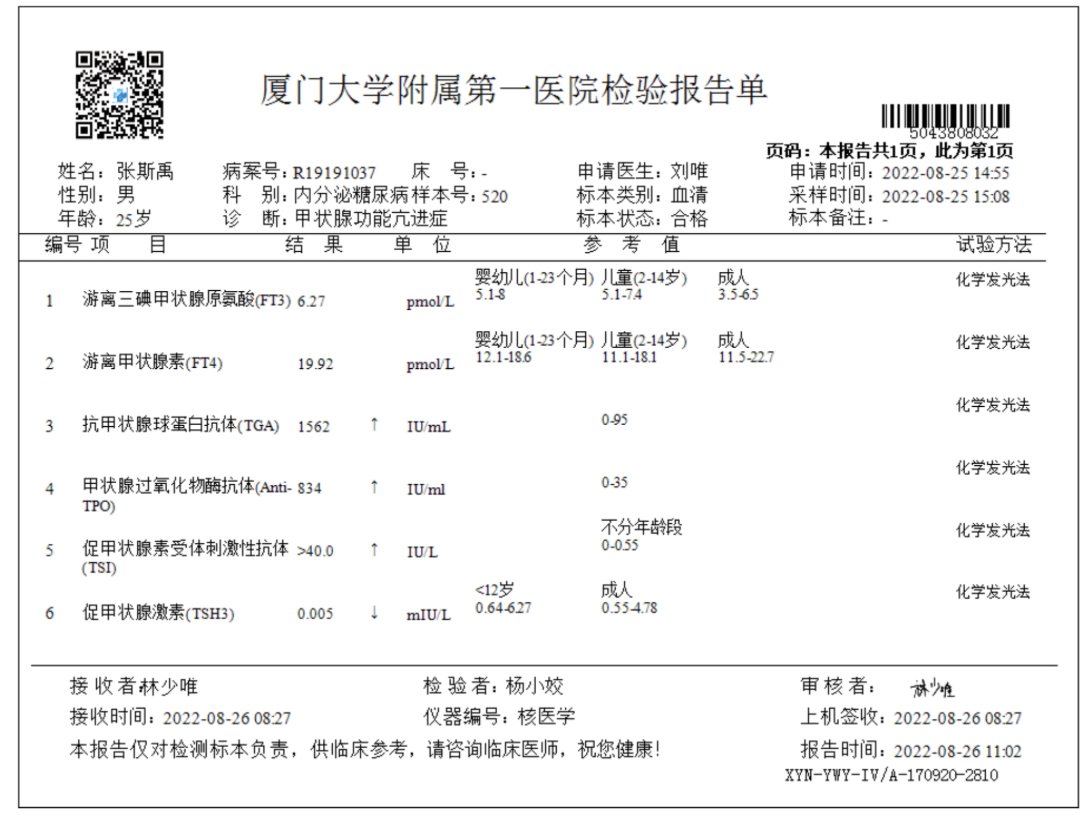 厦门大学附属第一医院检验报告单
5043808032
页码：本报告共1页，此为第1页
姓名：张斯禹 病案号：R19191037 床 号：- 申请医生：刘唯 申请时间：2022-08-25 14:55
性别：男 科 别：内分泌糖尿病 样本号：520 标本类别：血清 采样时间：2022-08-25 15:08
年龄：25岁 诊 断：甲状腺功能亢进症 标本状态：合格 标本备注：-
编号 项 目 结 果 单 位 参 考 值 试验方法
婴幼儿(1-23个月) 儿童(2-14岁) 成人 化学发光法
1 游离三碘甲状腺原氨酸(FT3) 6.27 pmol/L 5.1-8 5.1-7.4 3.5-6.5
婴幼儿(1-23个月) 儿童(2-14岁) 成人 化学发光法
2 游离甲状腺素(FT4) 19.92 pmol/L 12.1-18.6 11.1-18.1 11.5-22.7
化学发光法
3 抗甲状腺球蛋白抗体(TGA) 1562 ↑ IU/mL 0-95
化学发光法
4 甲状腺过氧化物酶抗体(Anti- 834 ↑ IU/ml 0-35
TPO)
不分年龄段 化学发光法
5 促甲状腺素受体刺激性抗体 >40.0 ↑ IU/L 0-0.55
(TSI)
<12岁 成人 化学发光法
6 促甲状腺激素(TSH3) 0.005 ↓ mIU/L 0.64-6.27 0.55-4.78
接 收 者：林少唯 检 验 者：杨小姣 审 核 者： 林少唯
接收时间：2022-08-26 08:27 仪器编号：核医学 上机签收：2022-08-26 08:27
本报告仅对检测标本负责，供临床参考，请咨询临床医师，祝您健康！ 报告时间：2022-08-26 11:02
XYN-YWY-IV/A-170920-2810